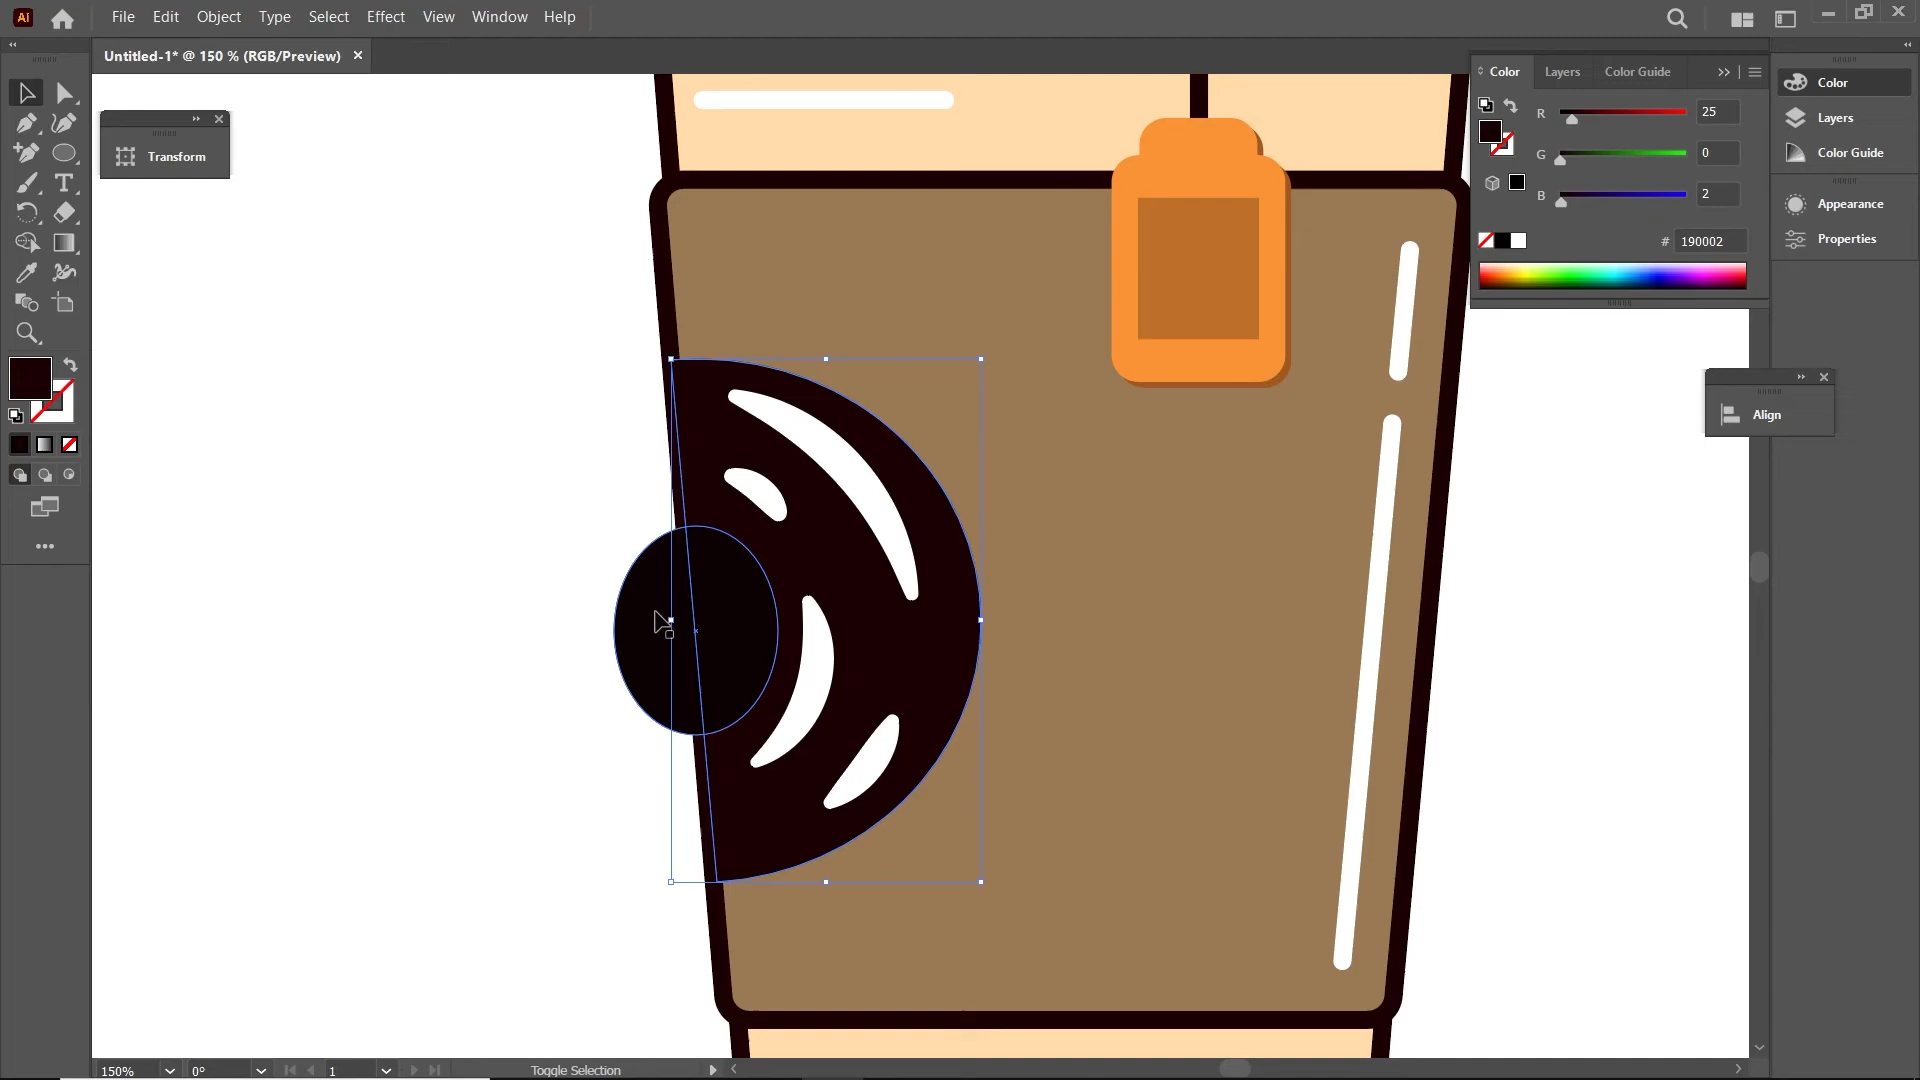 Ai File Edit Object Type Select Effect View Window Help
Untitled-1* @ 150 % (RGB/Preview)
Color Layers Color Guide
Color
R 25
Layers
Transform
G 0
Color Guide
B 2
Appearance
# 190002
Properties
T
Align
150% 0° 1 Toggle Selection